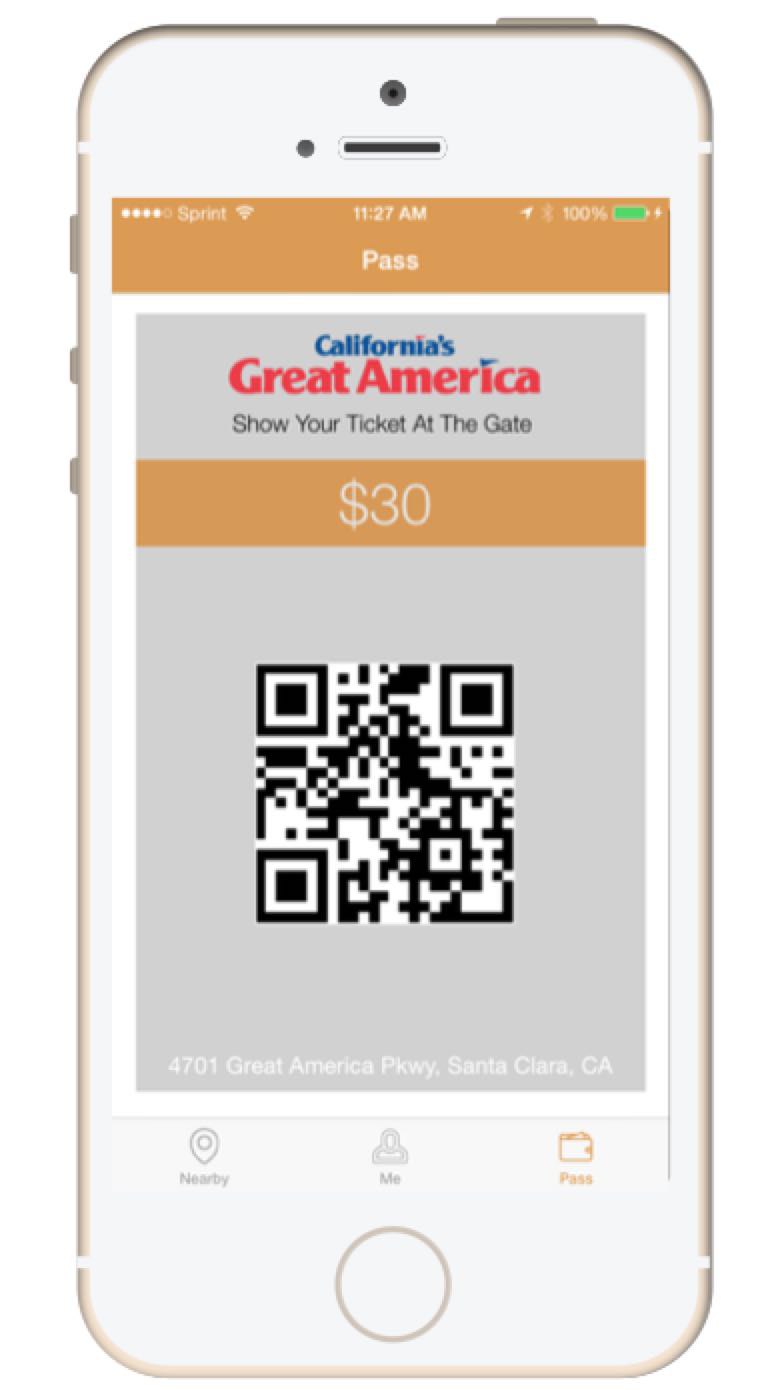 Sprint 11:27 AM 100%
Pass
California's
Great America
Show Your Ticket At The Gate
$30
4701 Great America Pkwy, Santa Clara, CA
Nearby Me Pass